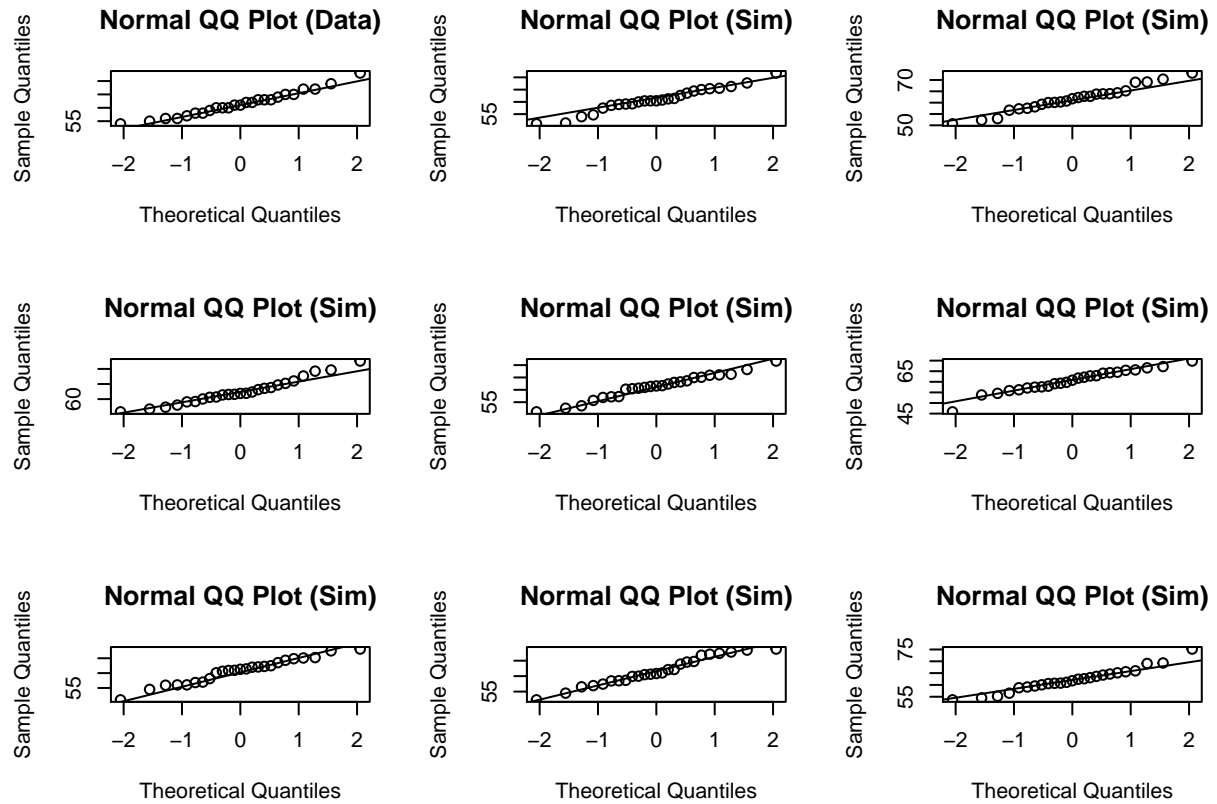 Normal QQ Plot (Data)
Sample Quantiles
55
−2 −1 0 1 2
Theoretical Quantiles
Normal QQ Plot (Sim)
Sample Quantiles
55
−2 −1 0 1 2
Theoretical Quantiles
Normal QQ Plot (Sim)
Sample Quantiles
70
50
−2 −1 0 1 2
Theoretical Quantiles
Normal QQ Plot (Sim)
Sample Quantiles
60
−2 −1 0 1 2
Theoretical Quantiles
Normal QQ Plot (Sim)
Sample Quantiles
55
−2 −1 0 1 2
Theoretical Quantiles
Normal QQ Plot (Sim)
Sample Quantiles
65
45
−2 −1 0 1 2
Theoretical Quantiles
Normal QQ Plot (Sim)
Sample Quantiles
55
−2 −1 0 1 2
Theoretical Quantiles
Normal QQ Plot (Sim)
Sample Quantiles
55
−2 −1 0 1 2
Theoretical Quantiles
Normal QQ Plot (Sim)
Sample Quantiles
75
55
−2 −1 0 1 2
Theoretical Quantiles